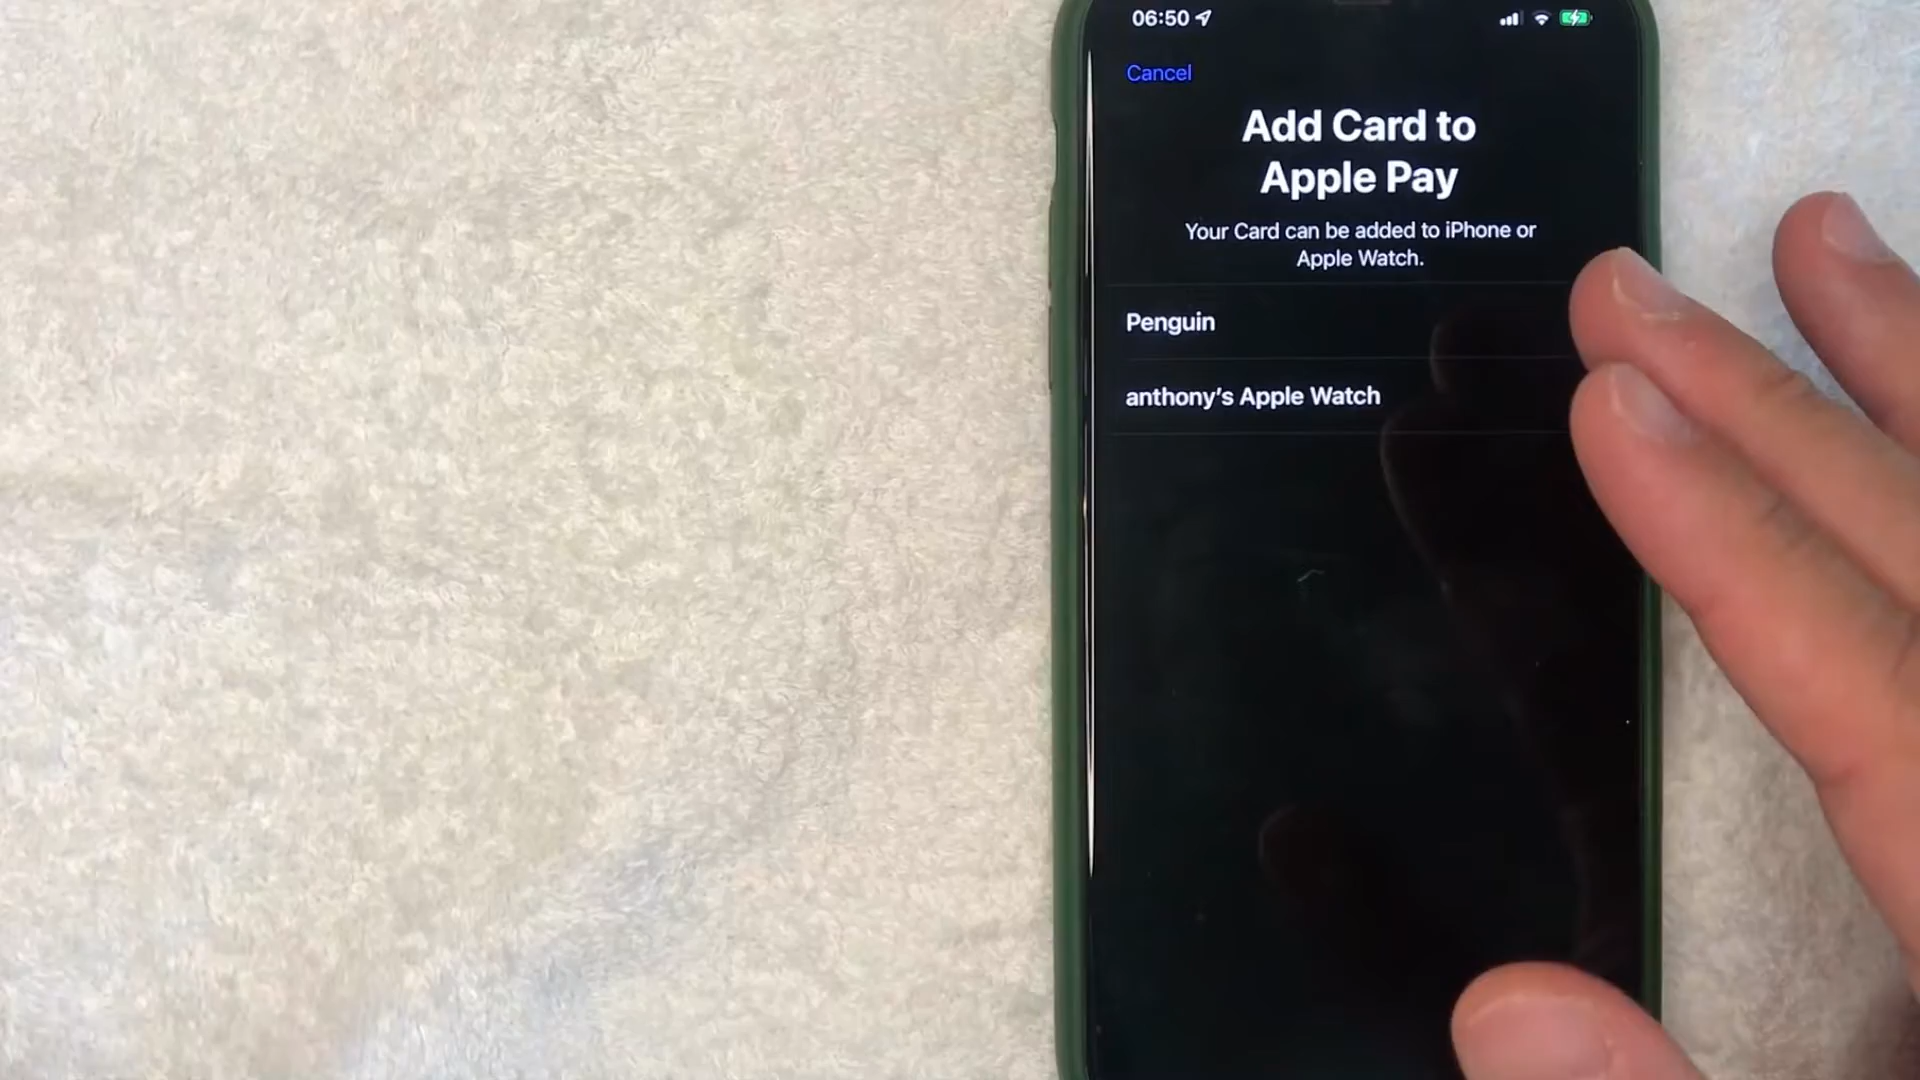 06:50
Cancel
Add Card to
Apple Pay
Your Card can be added to iPhone or
Apple Watch.
Penguin
anthony’s Apple Watch